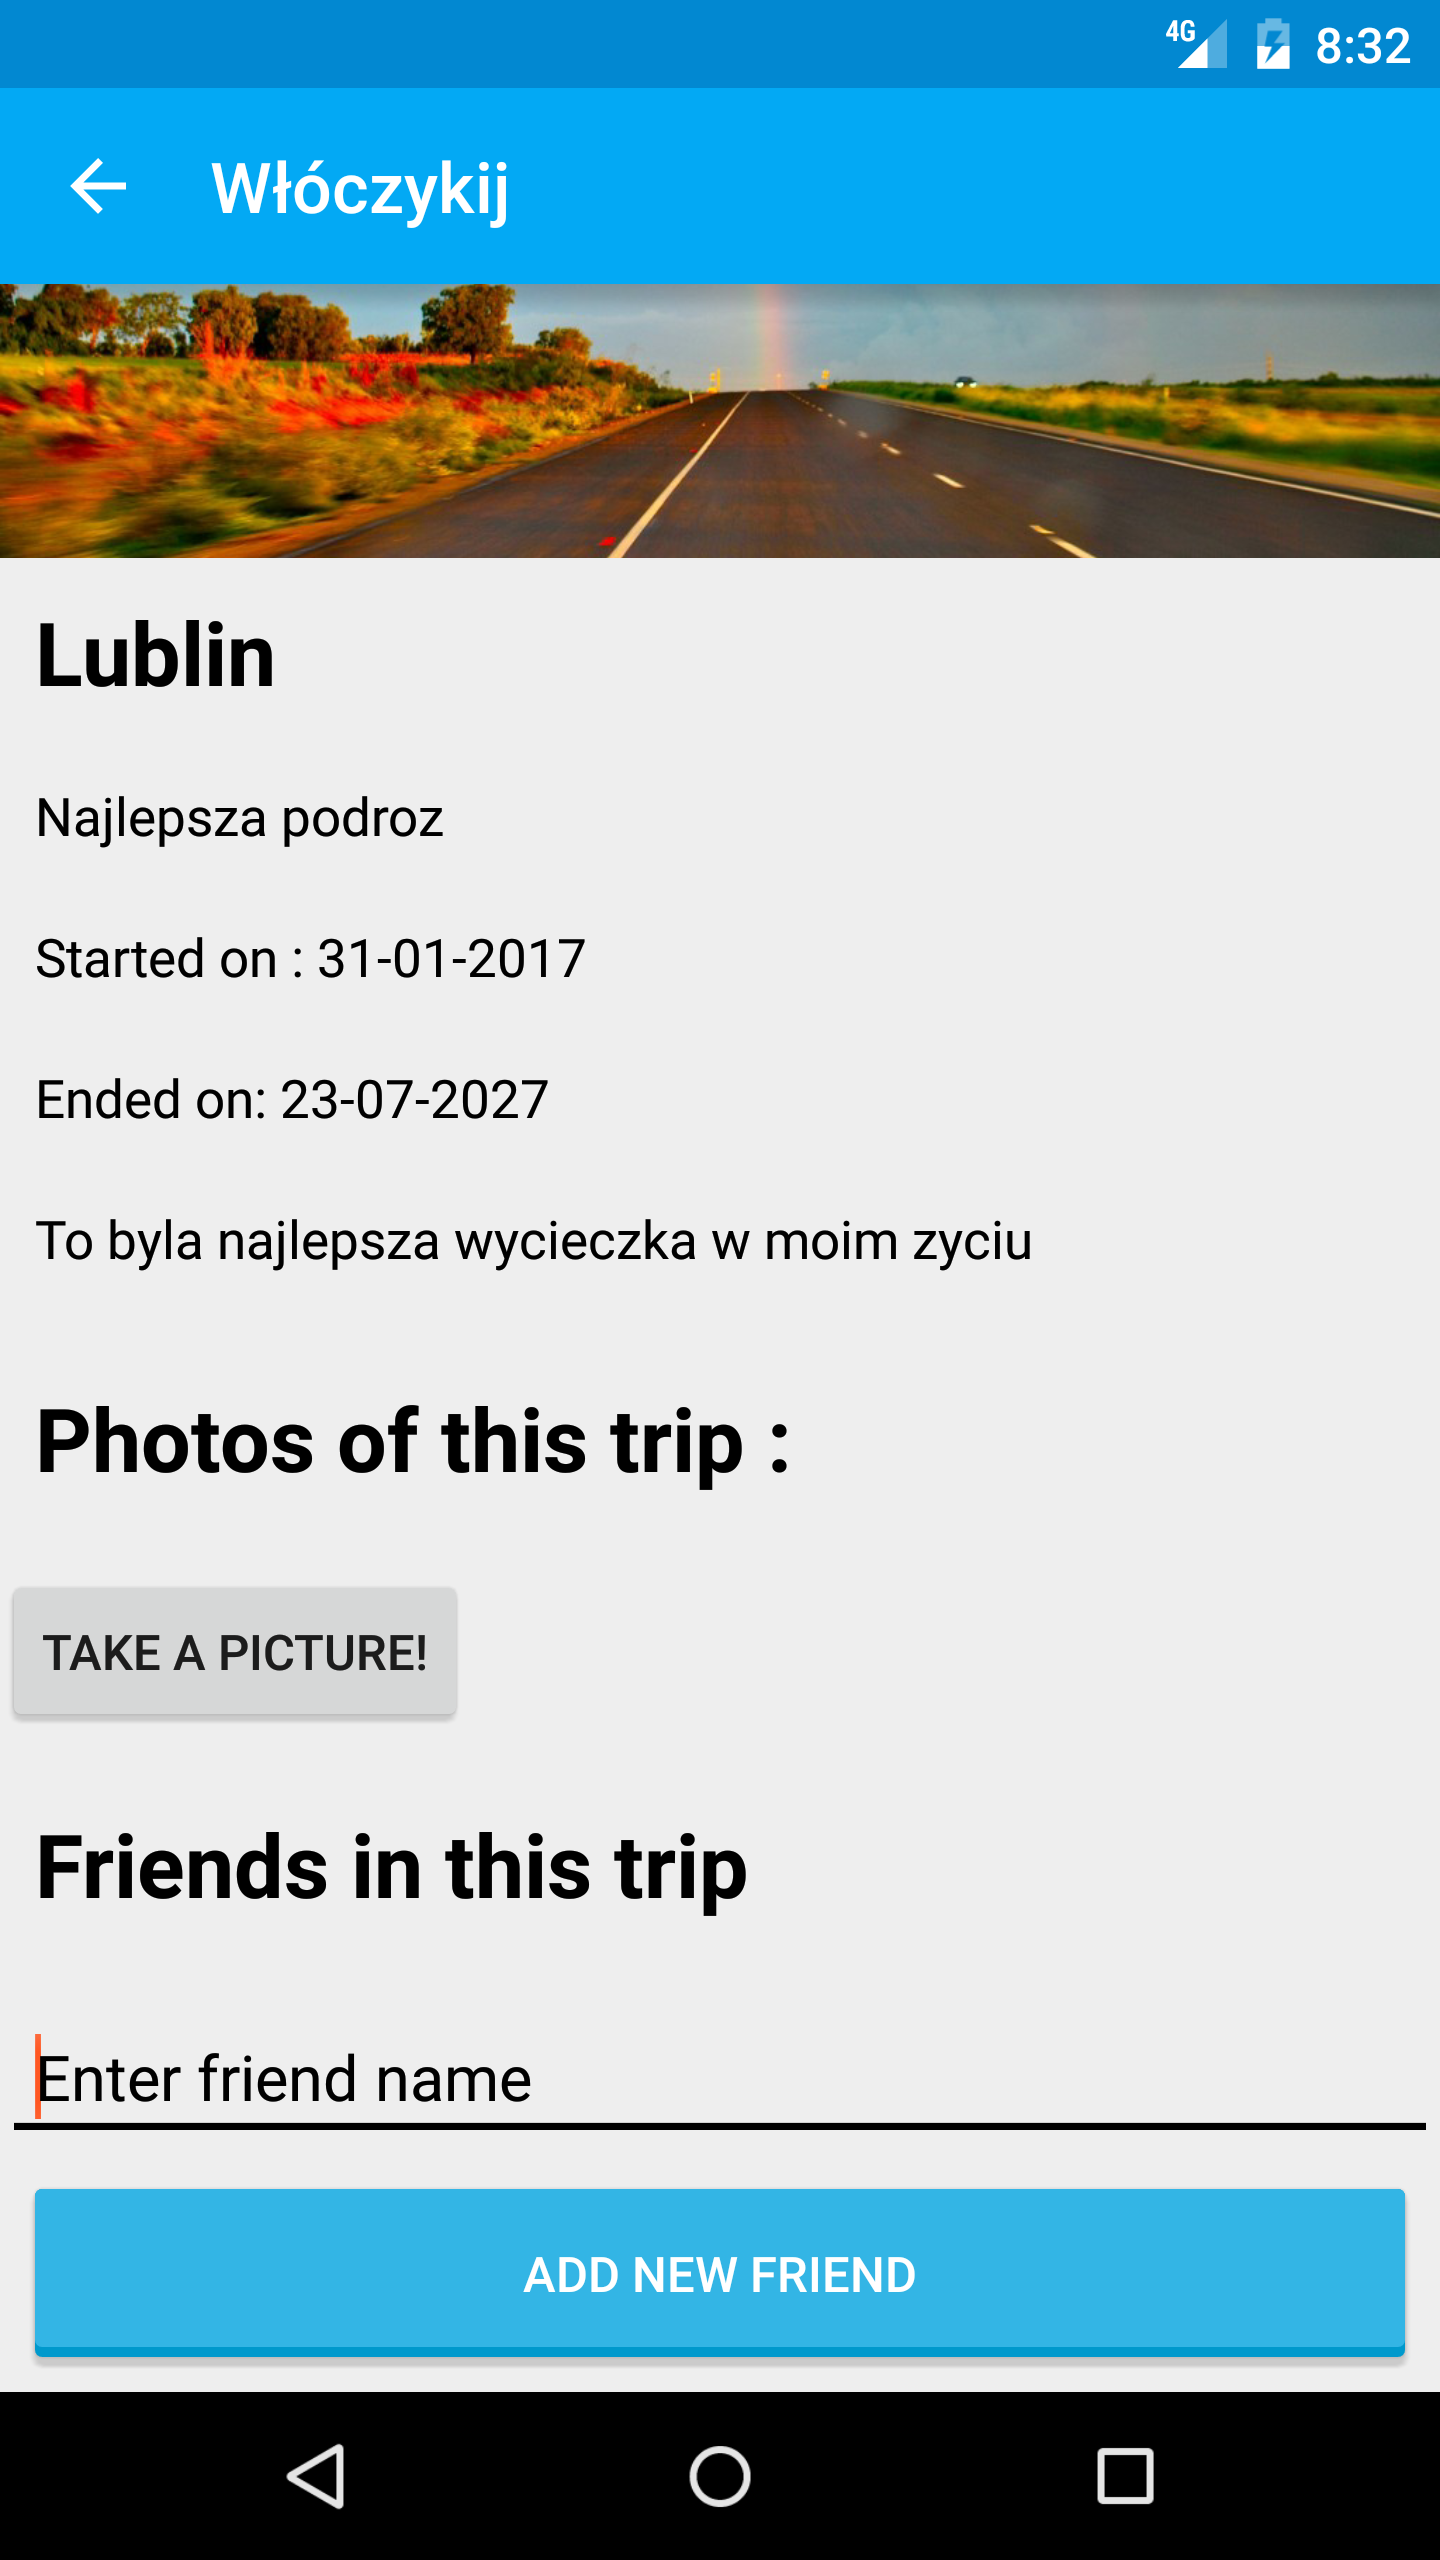 4G 8:32
Włóczykij
Lublin
Najlepsza podroz
Started on : 31-01-2017
Ended on: 23-07-2027
To byla najlepsza wycieczka w moim zyciu
Photos of this trip :
TAKE A PICTURE!
Friends in this trip
Enter friend name
ADD NEW FRIEND